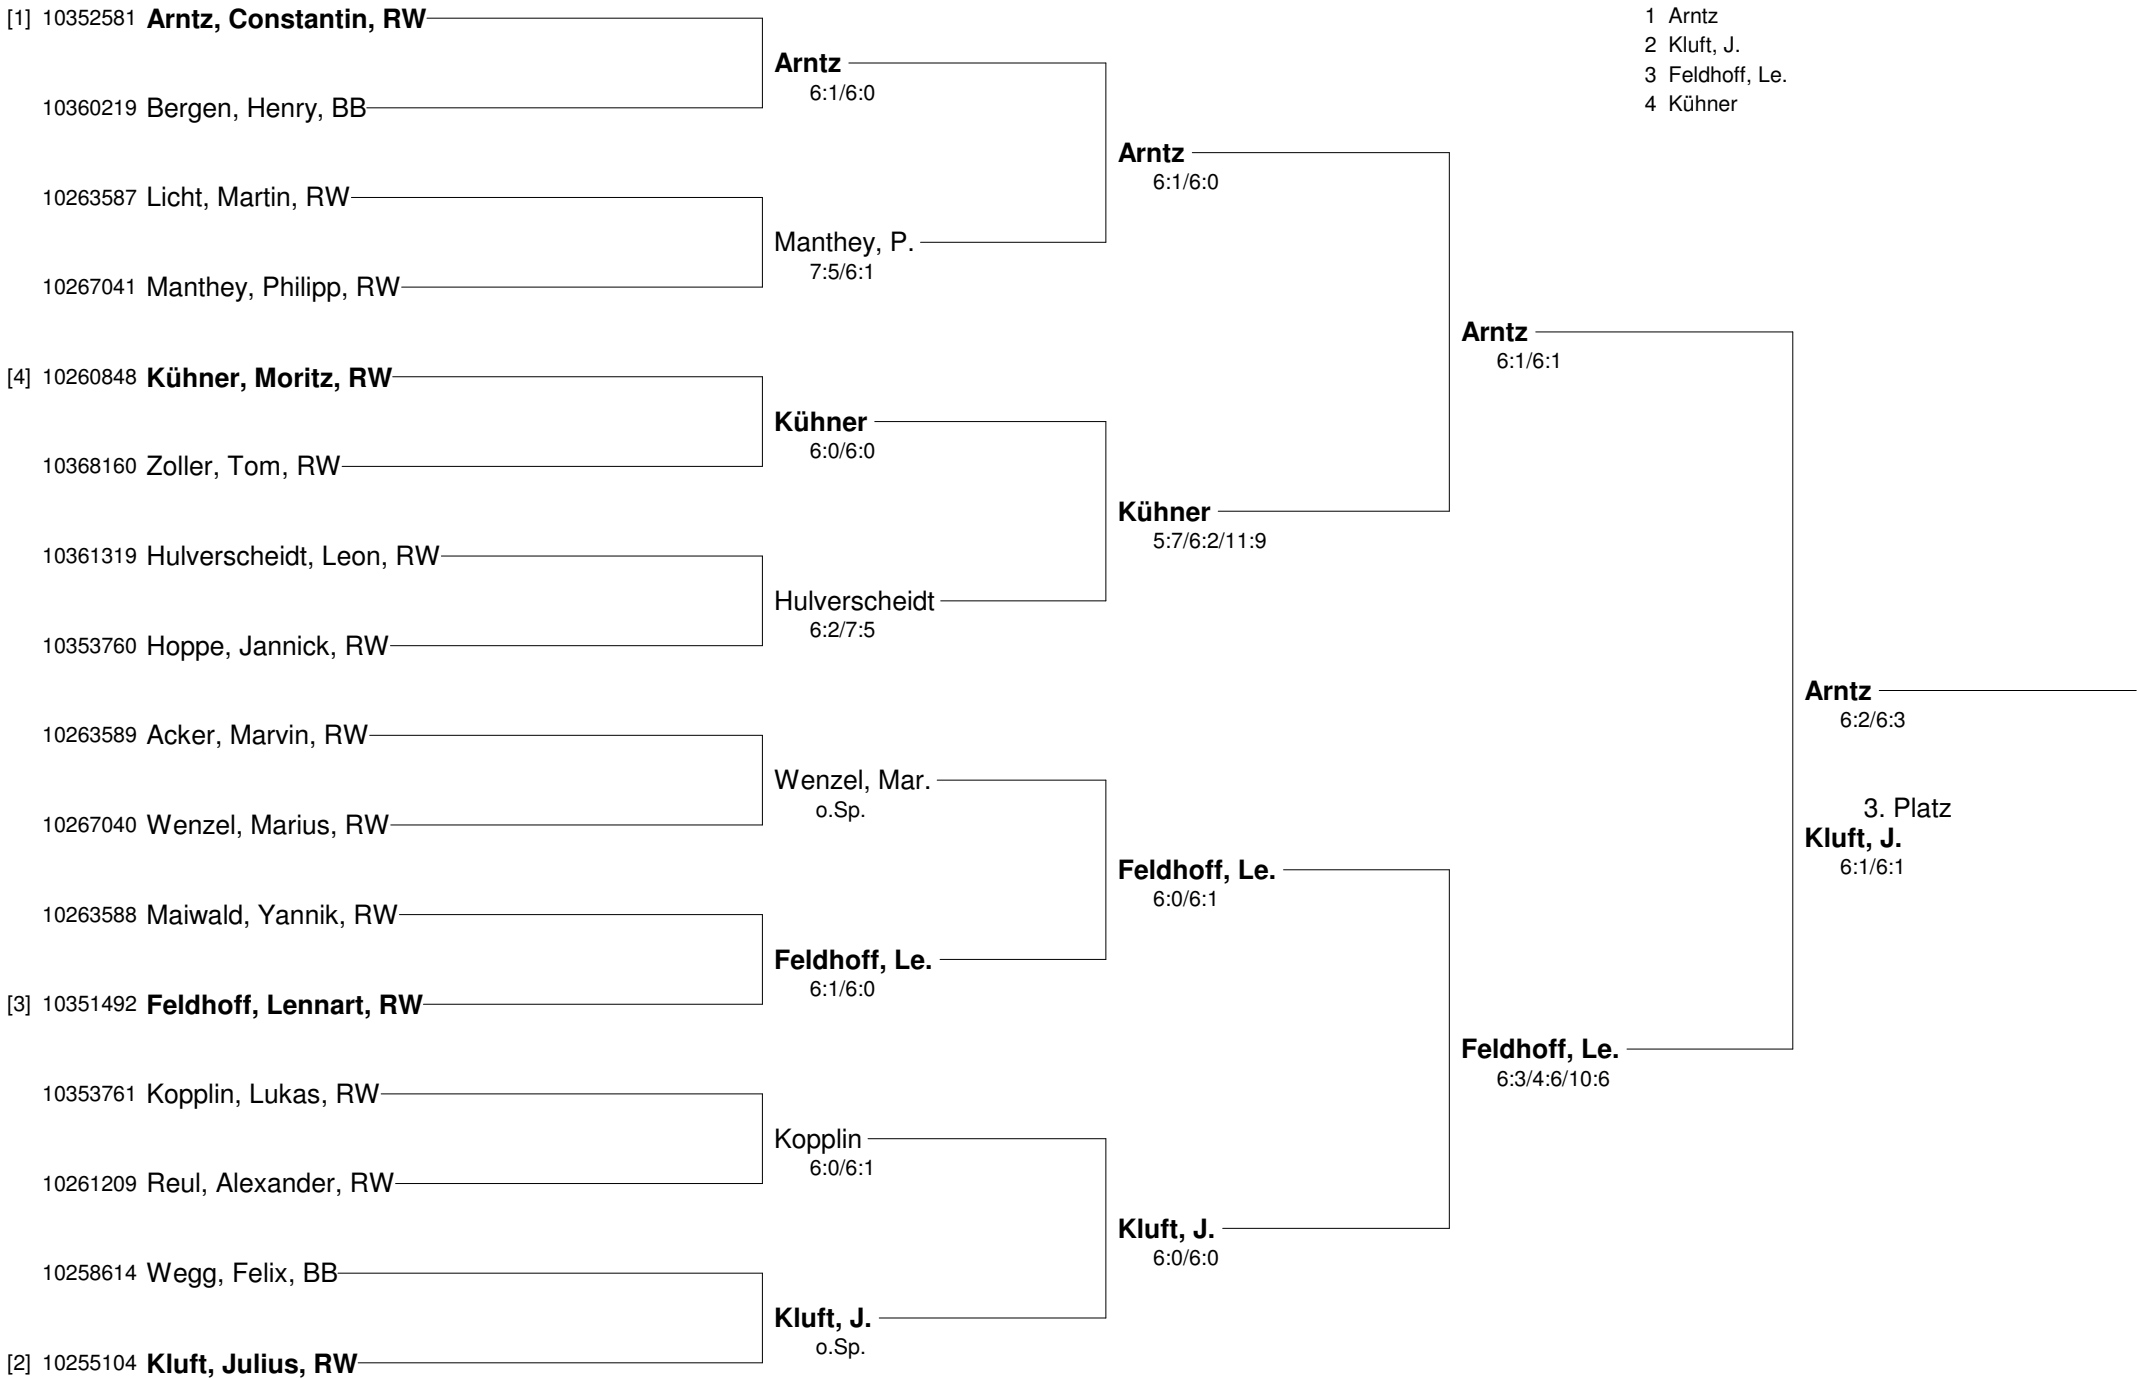 [1] 10352581 Arntz, Constantin, RW
10360219 Bergen, Henry, BB
10263587 Licht, Martin, RW
10267041 Manthey, Philipp, RW
[4] 10260848 Kühner, Moritz, RW
10368160 Zoller, Tom, RW
10361319 Hulverscheidt, Leon, RW
10353760 Hoppe, Jannick, RW
10263589 Acker, Marvin, RW
10267040 Wenzel, Marius, RW
10263588 Maiwald, Yannik, RW
[3] 10351492 Feldhoff, Lennart, RW
10353761 Kopplin, Lukas, RW
10261209 Reul, Alexander, RW
10258614 Wegg, Felix, BB
[2] 10255104 Kluft, Julius, RW
Arntz
6:1/6:0
Manthey, P.
7:5/6:1
Kühner
6:0/6:0
Hulverscheidt
6:2/7:5
Wenzel, Mar.
o.Sp.
Feldhoff, Le.
6:1/6:0
Kopplin
6:0/6:1
Kluft, J.
o.Sp.
Arntz
6:1/6:0
Kühner
5:7/6:2/11:9
Feldhoff, Le.
6:0/6:1
Kluft, J.
6:0/6:0
Arntz
6:1/6:1
Feldhoff, Le.
6:3/4:6/10:6
Arntz
6:2/6:3
3. Platz
Kluft, J.
6:1/6:1
1 Arntz
2 Kluft, J.
3 Feldhoff, Le.
4 Kühner